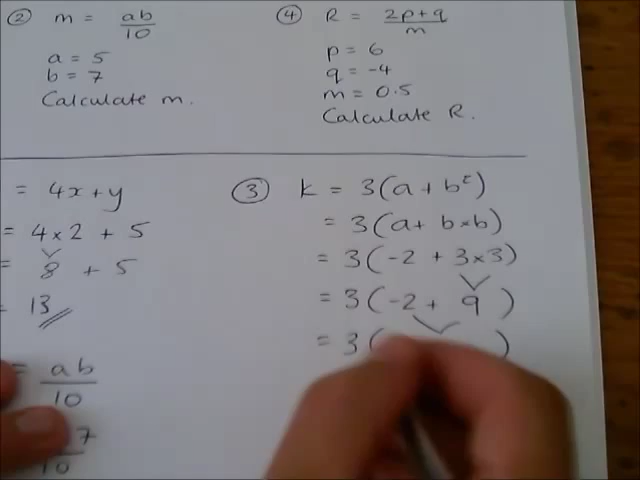 ② m = ab/10
a = 5
b = 7
Calculate m.
④ R = 2p+q/m
p = 6
q = -4
m = 0.5
Calculate R.
= 4x+y
= 4×2 + 5
= 8 + 5
= 13
= ab/10
7
10
③ k = 3(a+b²)
= 3(a+ b×b)
= 3(-2 + 3×3)
= 3(-2 + 9)
= 3( )